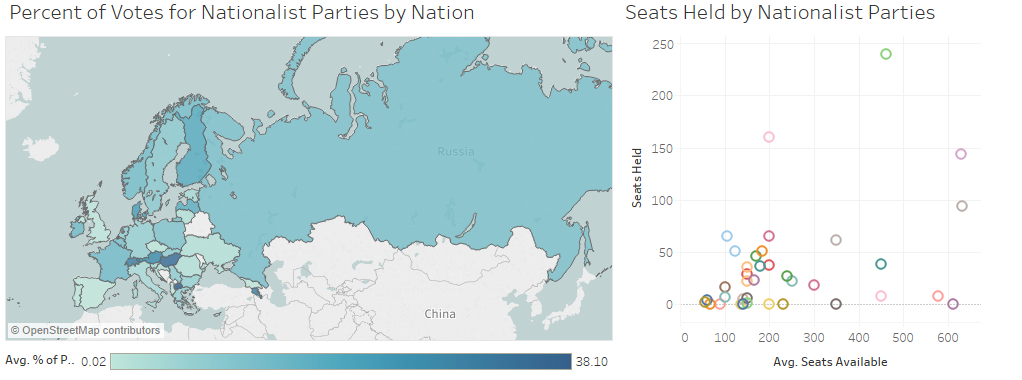 Percent of Votes for Nationalist Parties by Nation
Russia
China
© OpenStreetMap contributors
Avg. % of P.. 0.02 38.10
Seats Held by Nationalist Parties
Seats Held
250
200
150
100
50
0
0 100 200 300 400 500 600
Avg. Seats Available